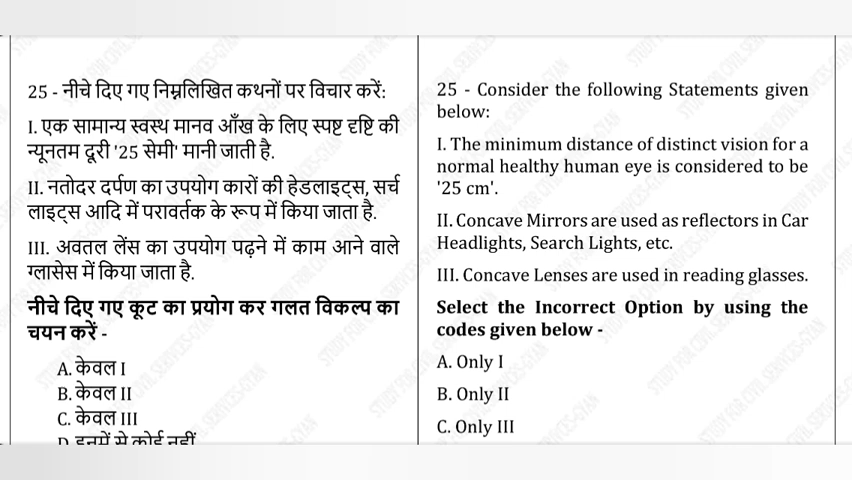 25 - नीचे दिए गए निम्नलिखित कथनों पर विचार करें:
I. एक सामान्य स्वस्थ मानव आँख के लिए स्पष्ट दृष्टि की
न्यूनतम दूरी '25 सेमी' मानी जाती है.
II. नतोदर दर्पण का उपयोग कारों की हेडलाइट्स, सर्च
लाइट्स आदि में परावर्तक के रूप में किया जाता है.
III. अवतल लेंस का उपयोग पढ़ने में काम आने वाले
ग्लासेस में किया जाता है.
नीचे दिए गए कूट का प्रयोग कर गलत विकल्प का
चयन करें -
A. केवल I
B. केवल II
C. केवल III
D. इनमें से कोई नहीं
25 - Consider the following Statements given
below:
I. The minimum distance of distinct vision for a
normal healthy human eye is considered to be
'25 cm'.
II. Concave Mirrors are used as reflectors in Car
Headlights, Search Lights, etc.
III. Concave Lenses are used in reading glasses.
Select the Incorrect Option by using the
codes given below -
A. Only I
B. Only II
C. Only III